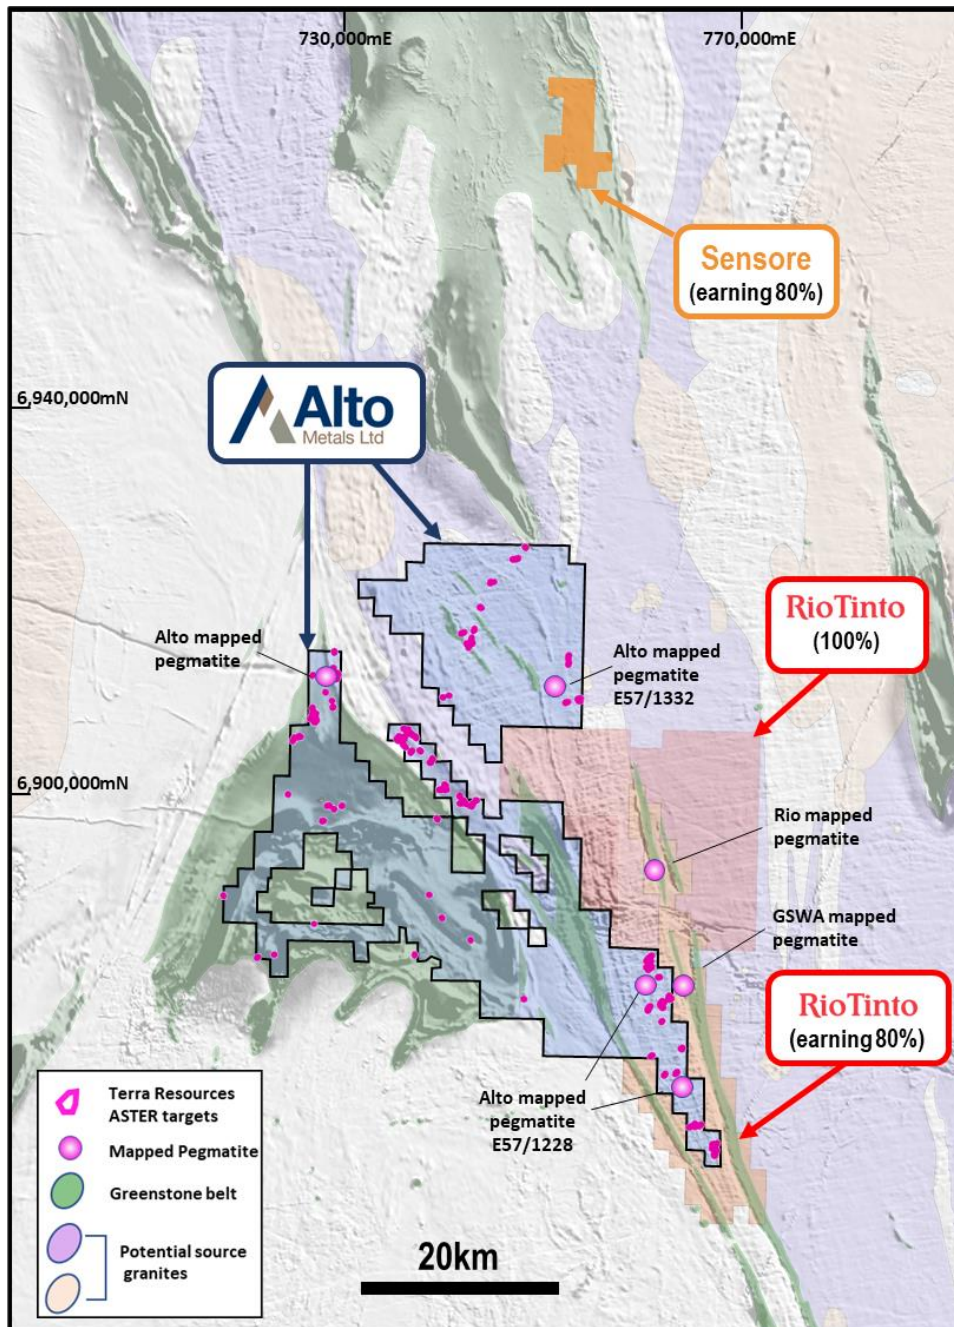 730,000mE
770,000mE
Sensore
(earning 80%)
6,940,000mN
Alto
Metals Ltd
RioTinto
(100%)
Alto mapped
pegmatite
Alto mapped
pegmatite
E57/1332
6,900,000mN
Rio mapped
pegmatite
GSWA mapped
pegmatite
RioTinto
(earning 80%)
Alto mapped
pegmatite
E57/1228
Terra Resources
ASTER targets
Mapped Pegmatite
Greenstone belt
Potential source
granites
20km